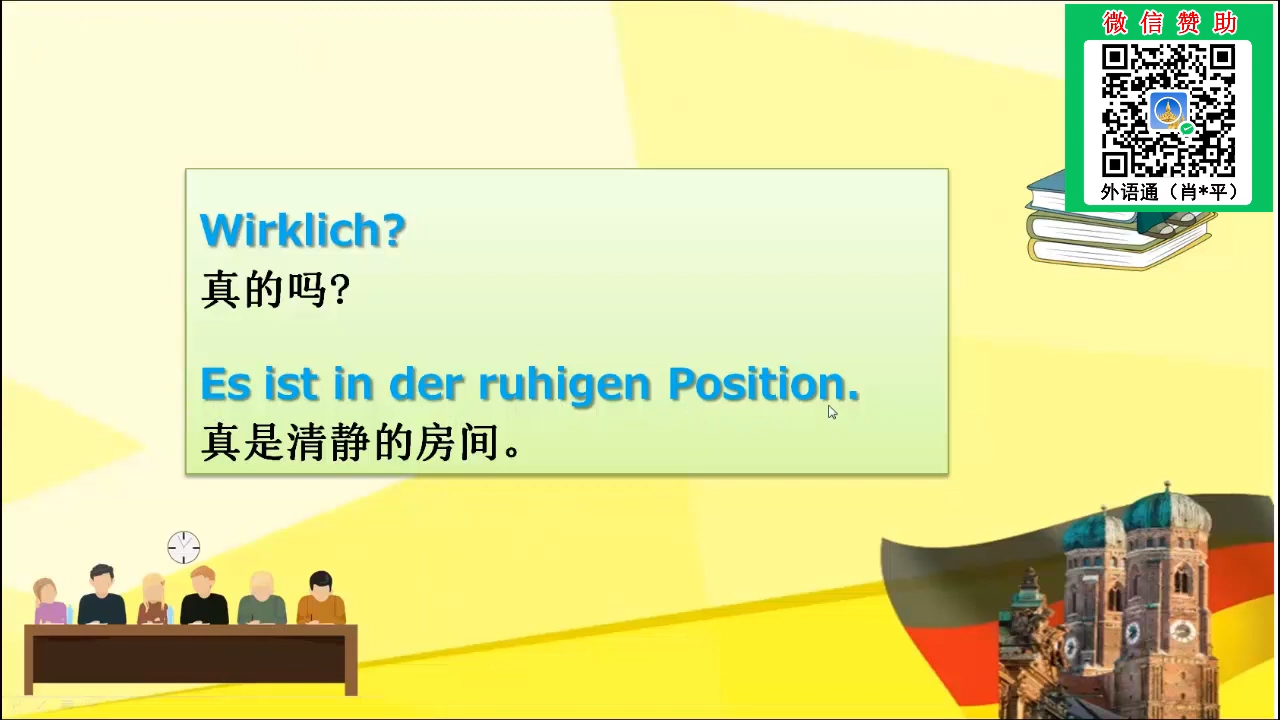 微信赞助
外语通（肖*平）
Wirklich?
真的吗?
Es ist in der ruhigen Position.
真是清静的房间。